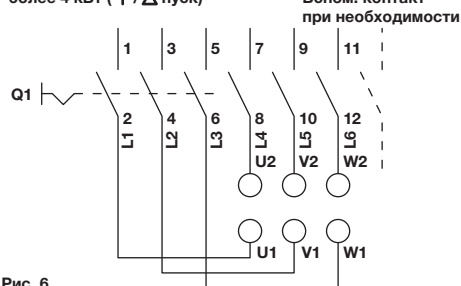 более 4 кВт (Y/Δ пуск)
Вспом. контакт
при необходимости
1 3 5 7 9 11
Q1
2 4 6 8 10 12
L1 L2 L3 L4 L5 L6
U2 V2 W2
U1 V1 W1
Рис. 6